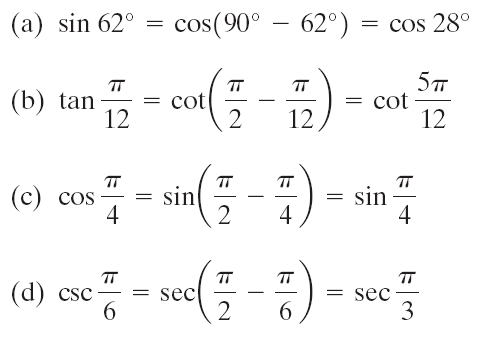 (a) sin 62° = cos(90° − 62°) = cos 28°
(b) tan π/12 = cot(π/2 − π/12) = cot 5π/12
(c) cos π/4 = sin(π/2 − π/4) = sin π/4
(d) csc π/6 = sec(π/2 − π/6) = sec π/3